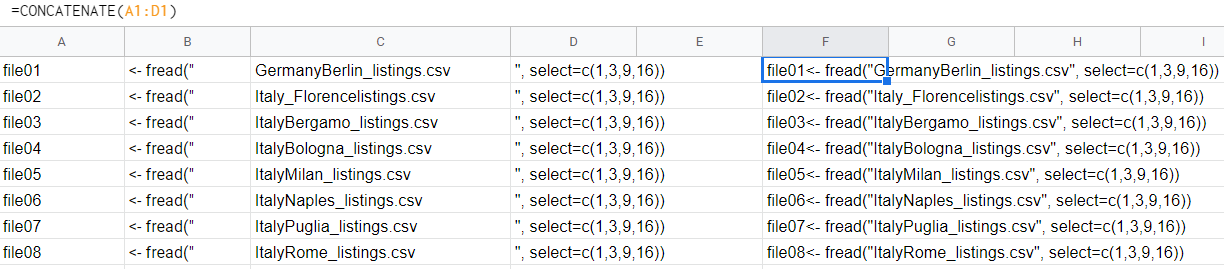 =CONCATENATE(A1:D1)
A B C D E F G H I
file01 <- fread(" GermanyBerlin_listings.csv ", select=c(1,3,9,16)) file01<- fread("GermanyBerlin_listings.csv", select=c(1,3,9,16))
file02 <- fread(" Italy_Florencelistings.csv ", select=c(1,3,9,16)) file02<- fread("Italy_Florencelistings.csv", select=c(1,3,9,16))
file03 <- fread(" ItalyBergamo_listings.csv ", select=c(1,3,9,16)) file03<- fread("ItalyBergamo_listings.csv", select=c(1,3,9,16))
file04 <- fread(" ItalyBologna_listings.csv ", select=c(1,3,9,16)) file04<- fread("ItalyBologna_listings.csv", select=c(1,3,9,16))
file05 <- fread(" ItalyMilan_listings.csv ", select=c(1,3,9,16)) file05<- fread("ItalyMilan_listings.csv", select=c(1,3,9,16))
file06 <- fread(" ItalyNaples_listings.csv ", select=c(1,3,9,16)) file06<- fread("ItalyNaples_listings.csv", select=c(1,3,9,16))
file07 <- fread(" ItalyPuglia_listings.csv ", select=c(1,3,9,16)) file07<- fread("ItalyPuglia_listings.csv", select=c(1,3,9,16))
file08 <- fread(" ItalyRome_listings.csv ", select=c(1,3,9,16)) file08<- fread("ItalyRome_listings.csv", select=c(1,3,9,16))